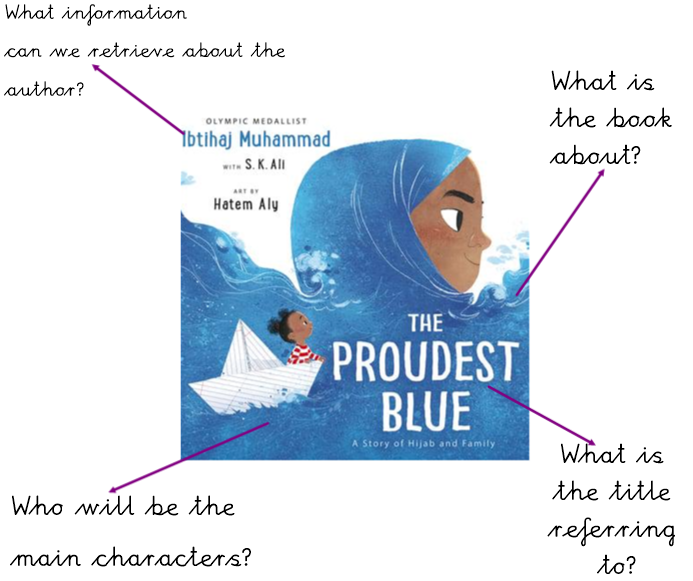 What information
can we retrieve about the
author?
What is
the book
about?
OLYMPIC MEDALLIST
Ibtihaj Muhammad
WITH S. K. Ali
ART BY
Hatem Aly
THE
PROUDEST
BLUE
A Story of Hijab and Family
Who will be the
main characters?
What is
the title
referring
to?